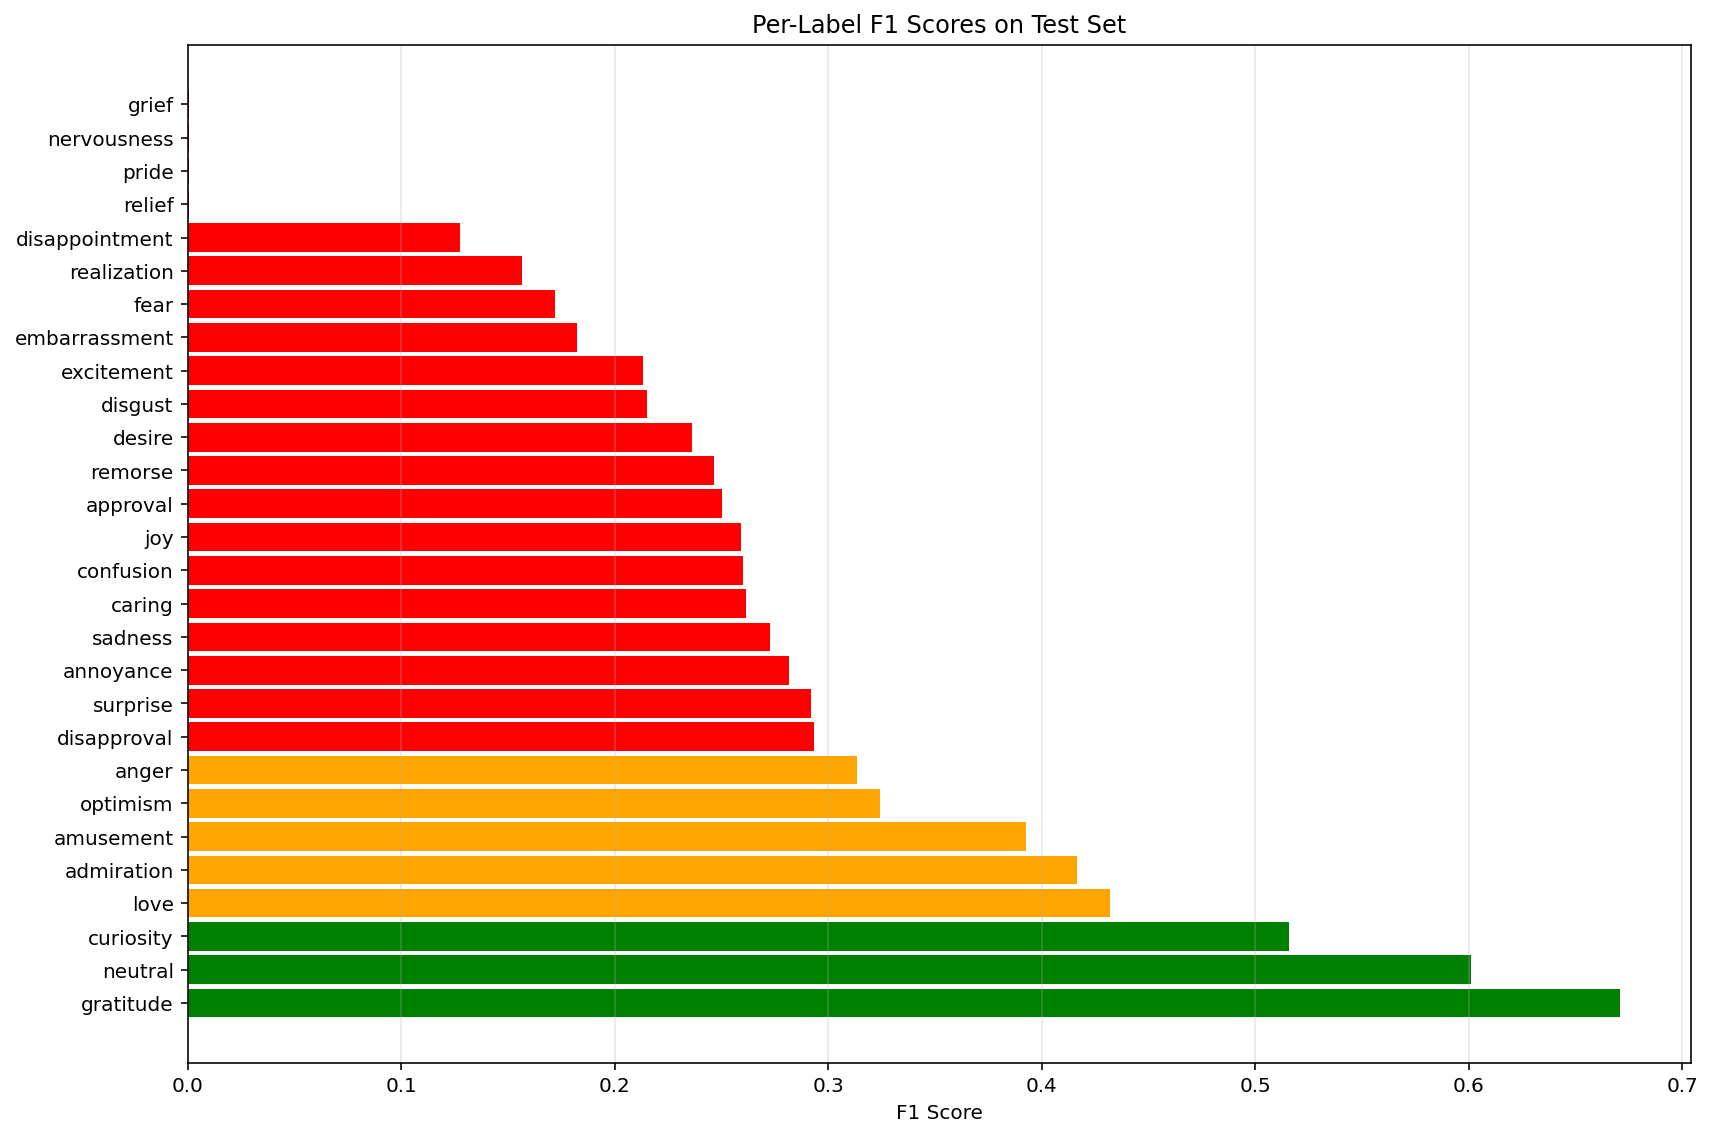 Per-Label F1 Scores on Test Set
grief
nervousness
pride
relief
disappointment
realization
fear
embarrassment
excitement
disgust
desire
remorse
approval
joy
confusion
caring
sadness
annoyance
surprise
disapproval
anger
optimism
amusement
admiration
love
curiosity
neutral
gratitude
0.0 0.1 0.2 0.3 0.4 0.5 0.6 0.7
F1 Score